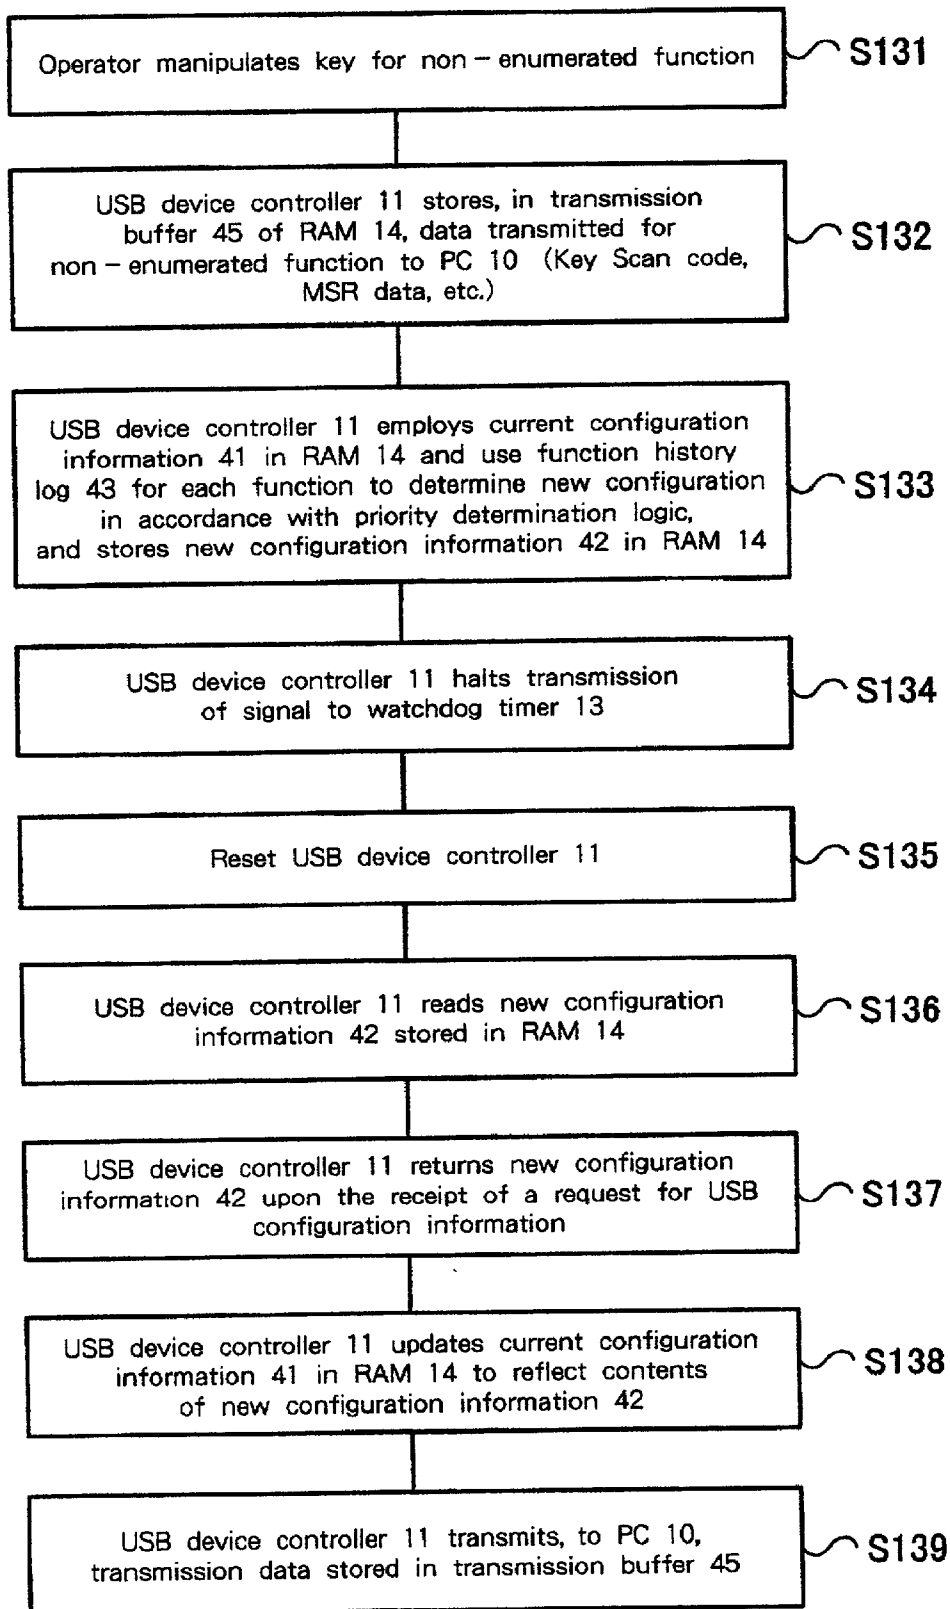 Operator manipulates key for non-enumerated function
S131
USB device controller 11 stores, in transmission
buffer 45 of RAM 14, data transmitted for
non-enumerated function to PC 10 (Key Scan code,
MSR data, etc.)
S132
USB device controller 11 employs current configuration
information 41 in RAM 14 and use function history
log 43 for each function to determine new configuration
in accordance with priority determination logic,
and stores new configuration information 42 in RAM 14
S133
USB device controller 11 halts transmission
of signal to watchdog timer 13
S134
Reset USB device controller 11
S135
USB device controller 11 reads new configuration
information 42 stored in RAM 14
S136
USB device controller 11 returns new configuration
information 42 upon the receipt of a request for USB
configuration information
S137
USB device controller 11 updates current configuration
information 41 in RAM 14 to reflect contents
of new configuration information 42
S138
USB device controller 11 transmits, to PC 10,
transmission data stored in transmission buffer 45
S139